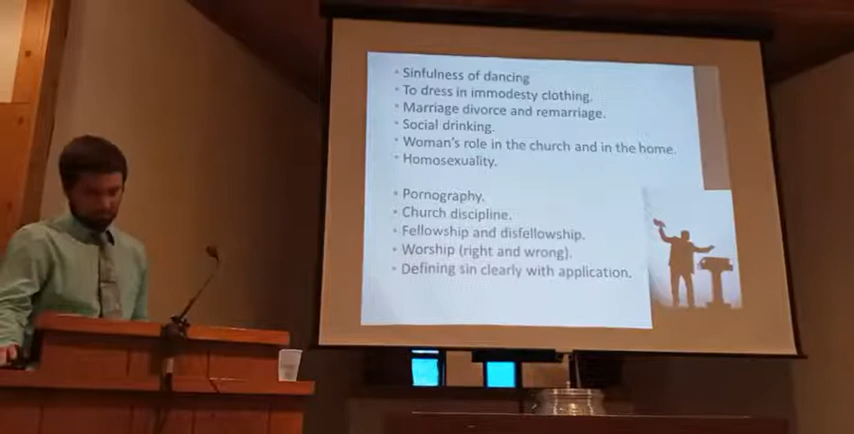 • Sinfulness of dancing
• To dress in immodesty clothing.
• Marriage divorce and remarriage.
• Social drinking.
• Woman's role in the church and in the home.
• Homosexuality.
• Pornography.
• Church discipline.
• Fellowship and disfellowship.
• Worship (right and wrong).
• Defining sin clearly with application.